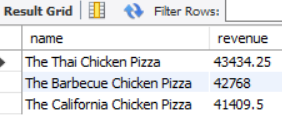 Result Grid Filter Rows:
name revenue
The Thai Chicken Pizza 43434.25
The Barbecue Chicken Pizza 42768
The California Chicken Pizza 41409.5